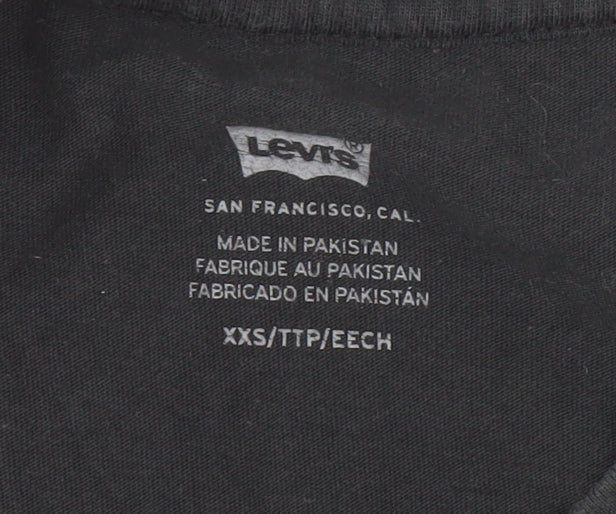 Levi's®
SAN FRANCISCO, CAL.
MADE IN PAKISTAN
FABRIQUE AU PAKISTAN
FABRICADO EN PAKISTÁN
XXS/TTP/EECH